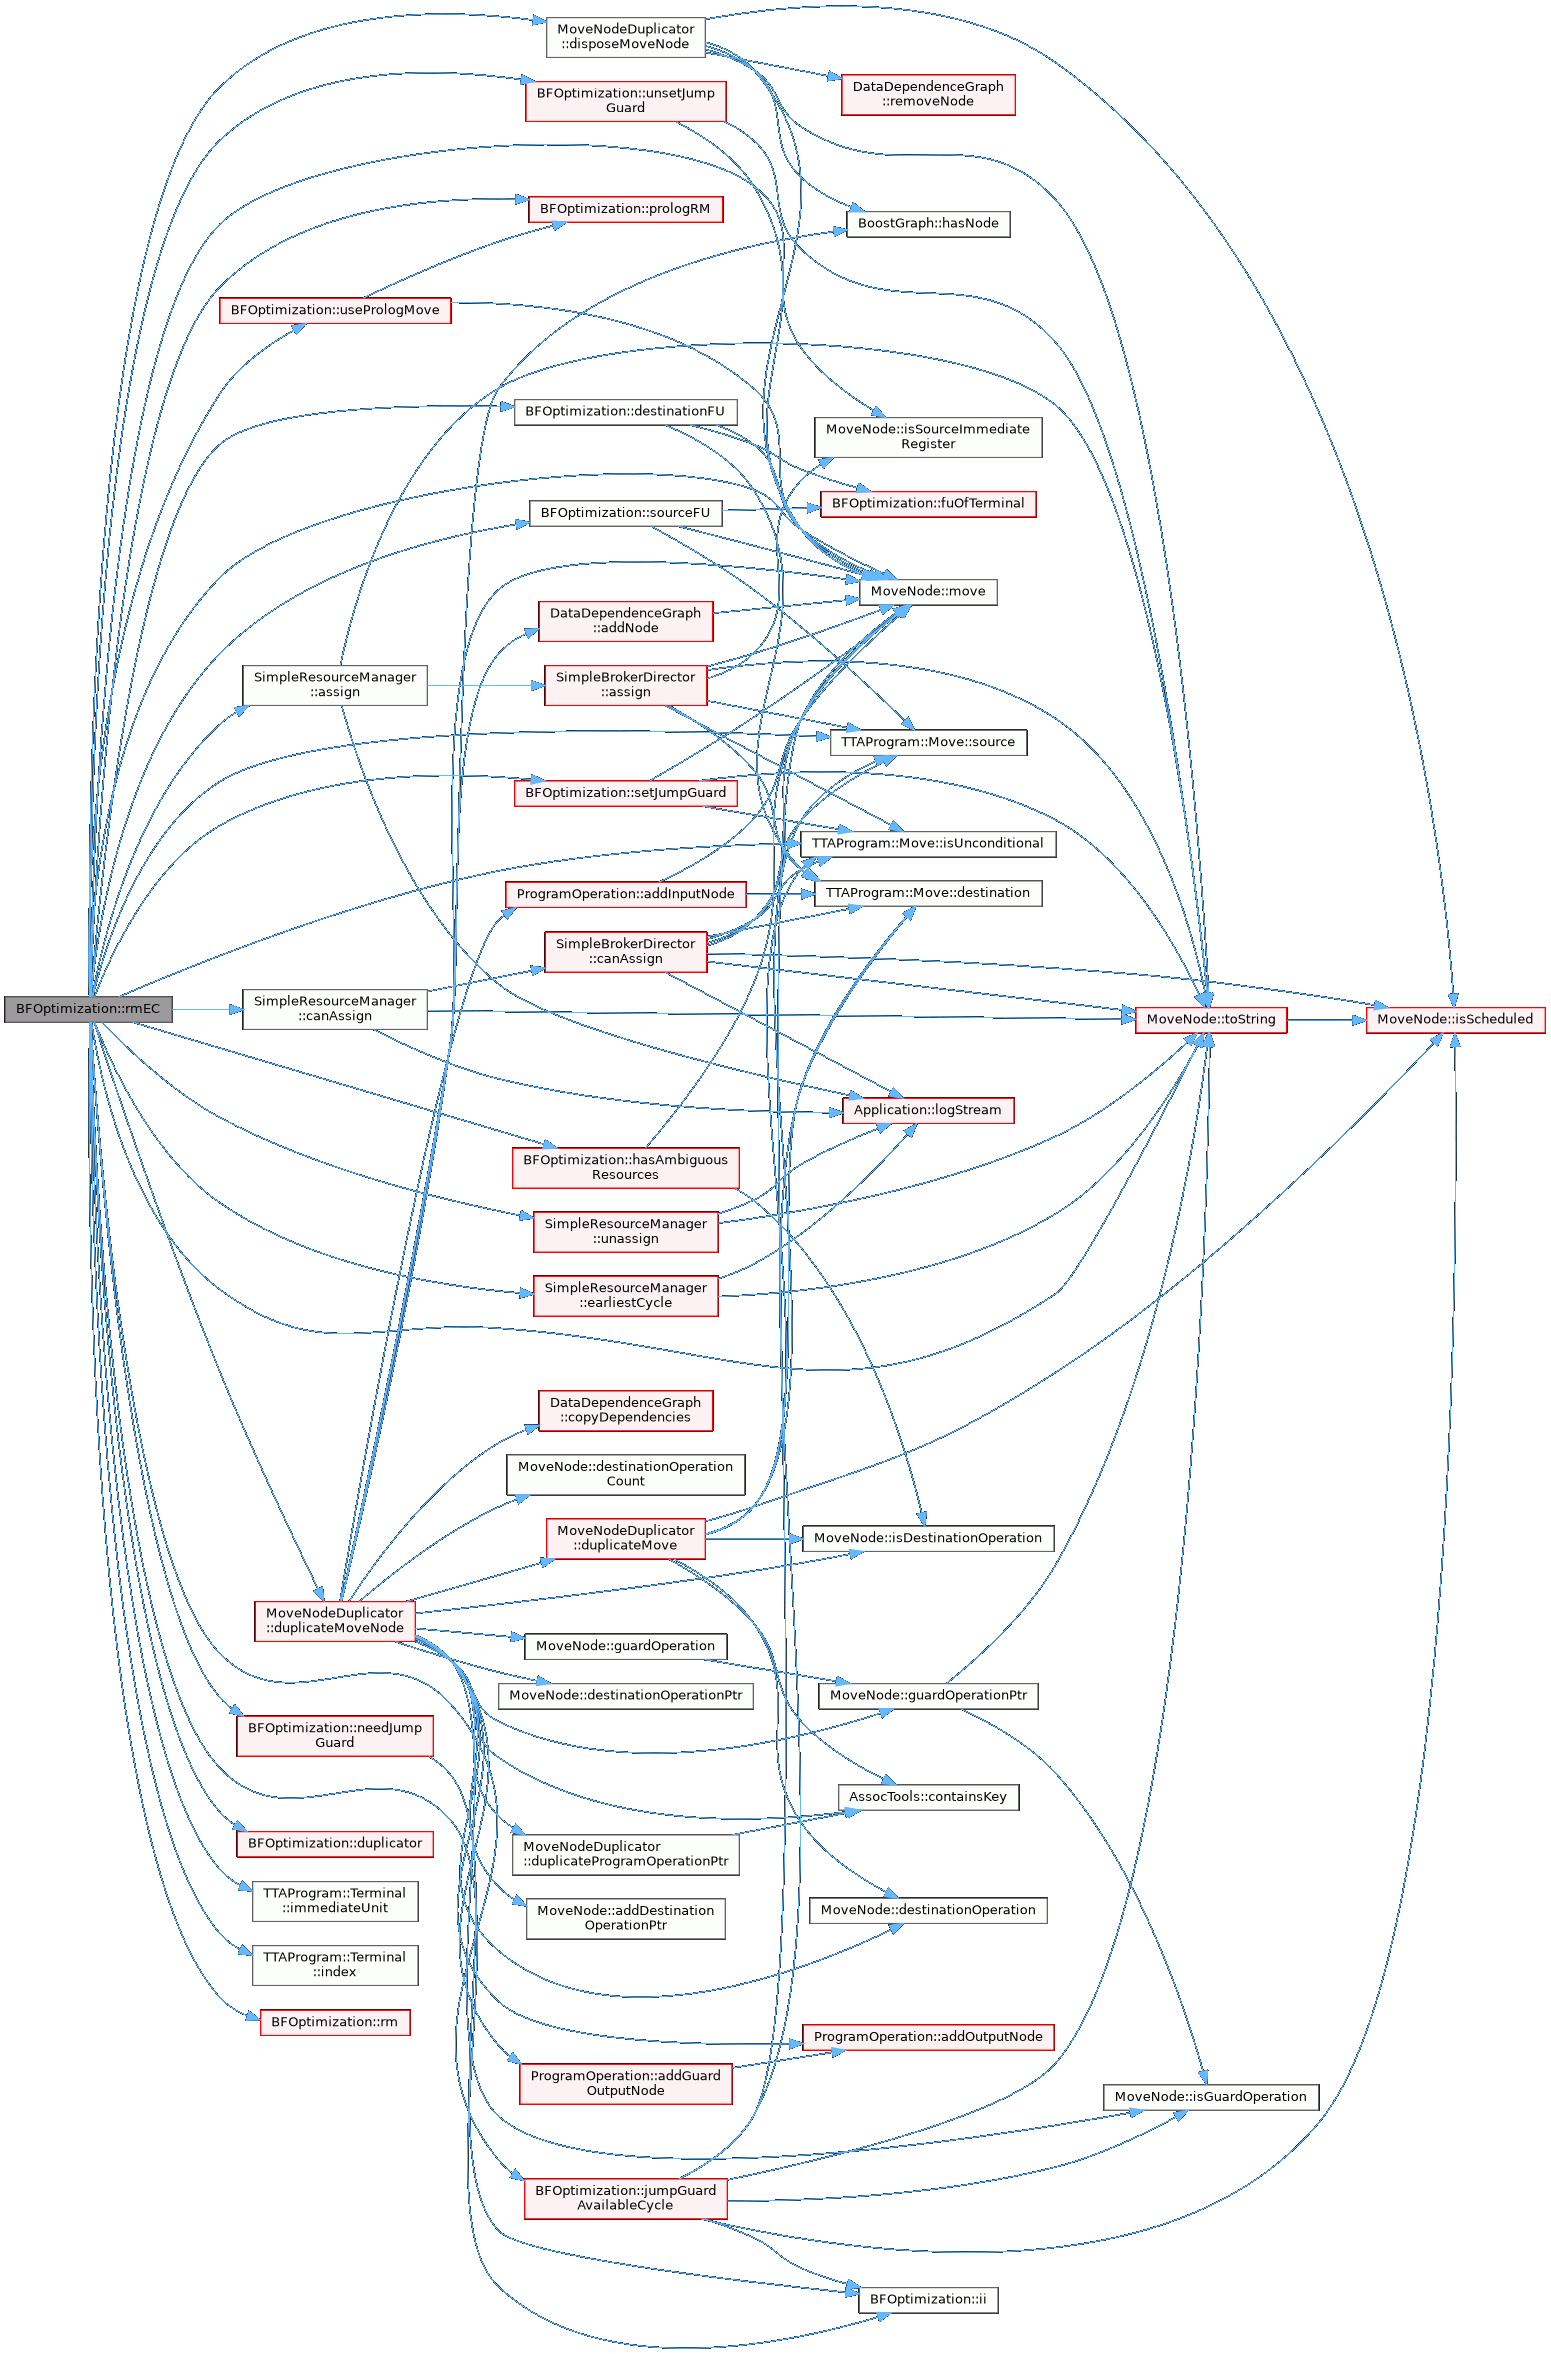 MoveNodeDuplicator
::disposeMoveNode
DataDependenceGraph
::removeNode
BFOptimization::unsetJump
Guard
BFOptimization::prologRM
BoostGraph::hasNode
BFOptimization::usePrologMove
BFOptimization::destinationFU
MoveNode::isSourceImmediate
Register
BFOptimization::fuOfTerminal
BFOptimization::sourceFU
MoveNode::move
DataDependenceGraph
::addNode
SimpleResourceManager
::assign
SimpleBrokerDirector
::assign
TTAProgram::Move::source
BFOptimization::setJumpGuard
TTAProgram::Move::isUnconditional
ProgramOperation::addInputNode
TTAProgram::Move::destination
SimpleBrokerDirector
::canAssign
BFOptimization::rmEC
SimpleResourceManager
::canAssign
MoveNode::toString
MoveNode::isScheduled
Application::logStream
BFOptimization::hasAmbiguous
Resources
SimpleResourceManager
::unassign
SimpleResourceManager
::earliestCycle
DataDependenceGraph
::copyDependencies
MoveNode::destinationOperation
Count
MoveNodeDuplicator
::duplicateMove
MoveNode::isDestinationOperation
MoveNodeDuplicator
::duplicateMoveNode
MoveNode::guardOperation
MoveNode::destinationOperationPtr
MoveNode::guardOperationPtr
BFOptimization::needJump
Guard
AssocTools::containsKey
BFOptimization::duplicator
MoveNodeDuplicator
::duplicateProgramOperationPtr
TTAProgram::Terminal
::immediateUnit
MoveNode::addDestination
OperationPtr
MoveNode::destinationOperation
TTAProgram::Terminal
::index
BFOptimization::rm
ProgramOperation::addOutputNode
ProgramOperation::addGuard
OutputNode
MoveNode::isGuardOperation
BFOptimization::jumpGuard
AvailableCycle
BFOptimization::ii